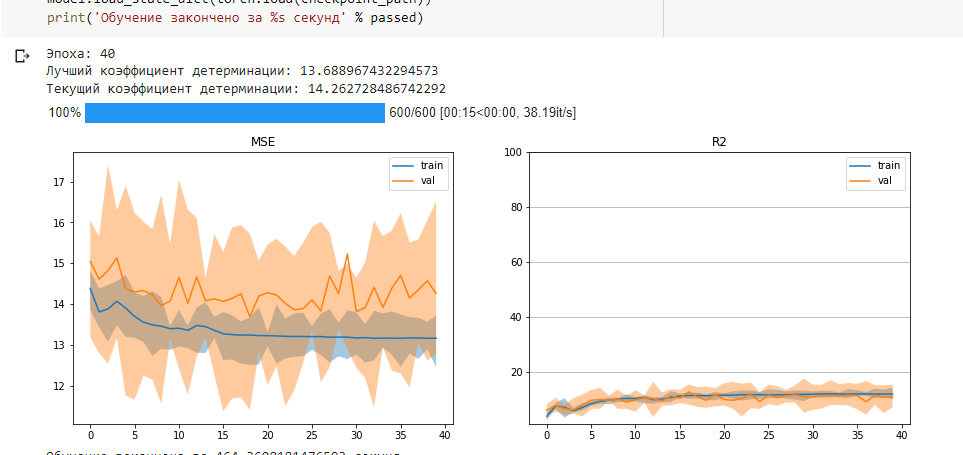 print('Обучение закончено за %s секунд' % passed)
Эпоха: 40
Лучший коэффициент детерминации: 13.688967432294573
Текущий коэффициент детерминации: 14.262728486742292
100% 600/600 [00:15<00:00, 38.19it/s]
MSE
train
val
17
16
15
14
13
12
0 5 10 15 20 25 30 35 40
R2
train
val
100
80
60
40
20
0 5 10 15 20 25 30 35 40